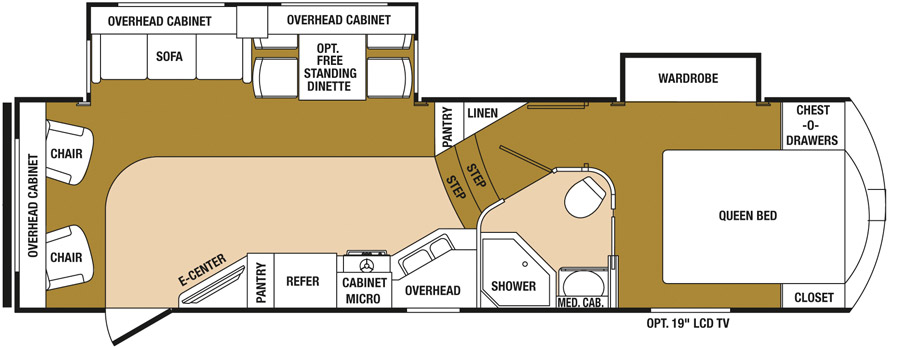 OVERHEAD CABINET
OVERHEAD CABINET
SOFA
OPT.
FREE
STANDING
DINETTE
WARDROBE
CHEST
-O-
DRAWERS
PANTRY
LINEN
CHAIR
OVERHEAD CABINET
STEP
STEP
QUEEN BED
CHAIR
E-CENTER
PANTRY
REFER
CABINET
MICRO
OVERHEAD
SHOWER
MED. CAB.
CLOSET
OPT. 19" LCD TV